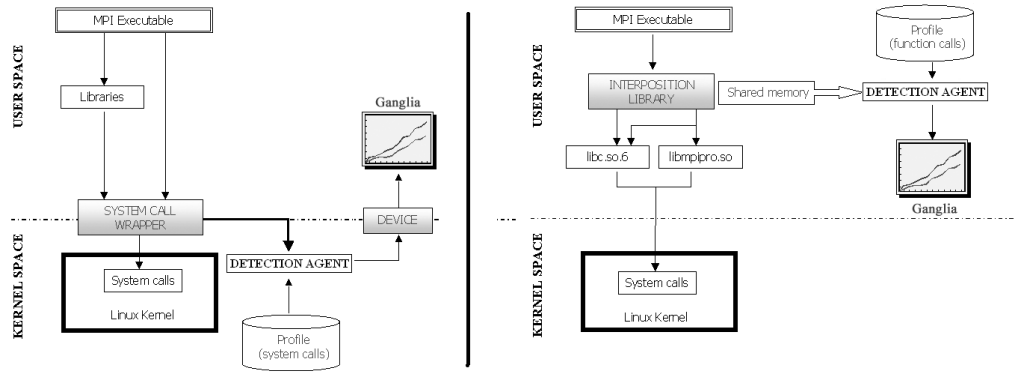 USER SPACE
MPI Executable
Libraries
Ganglia
SYSTEM CALL
WRAPPER
DEVICE
KERNEL SPACE
DETECTION AGENT
System calls
Linux Kernel
Profile
(system calls)
USER SPACE
MPI Executable
Profile
(function calls)
INTERPOSITION
LIBRARY
Shared memory
DETECTION AGENT
libc.so.6
libmpipro.so
Ganglia
KERNEL SPACE
System calls
Linux Kernel